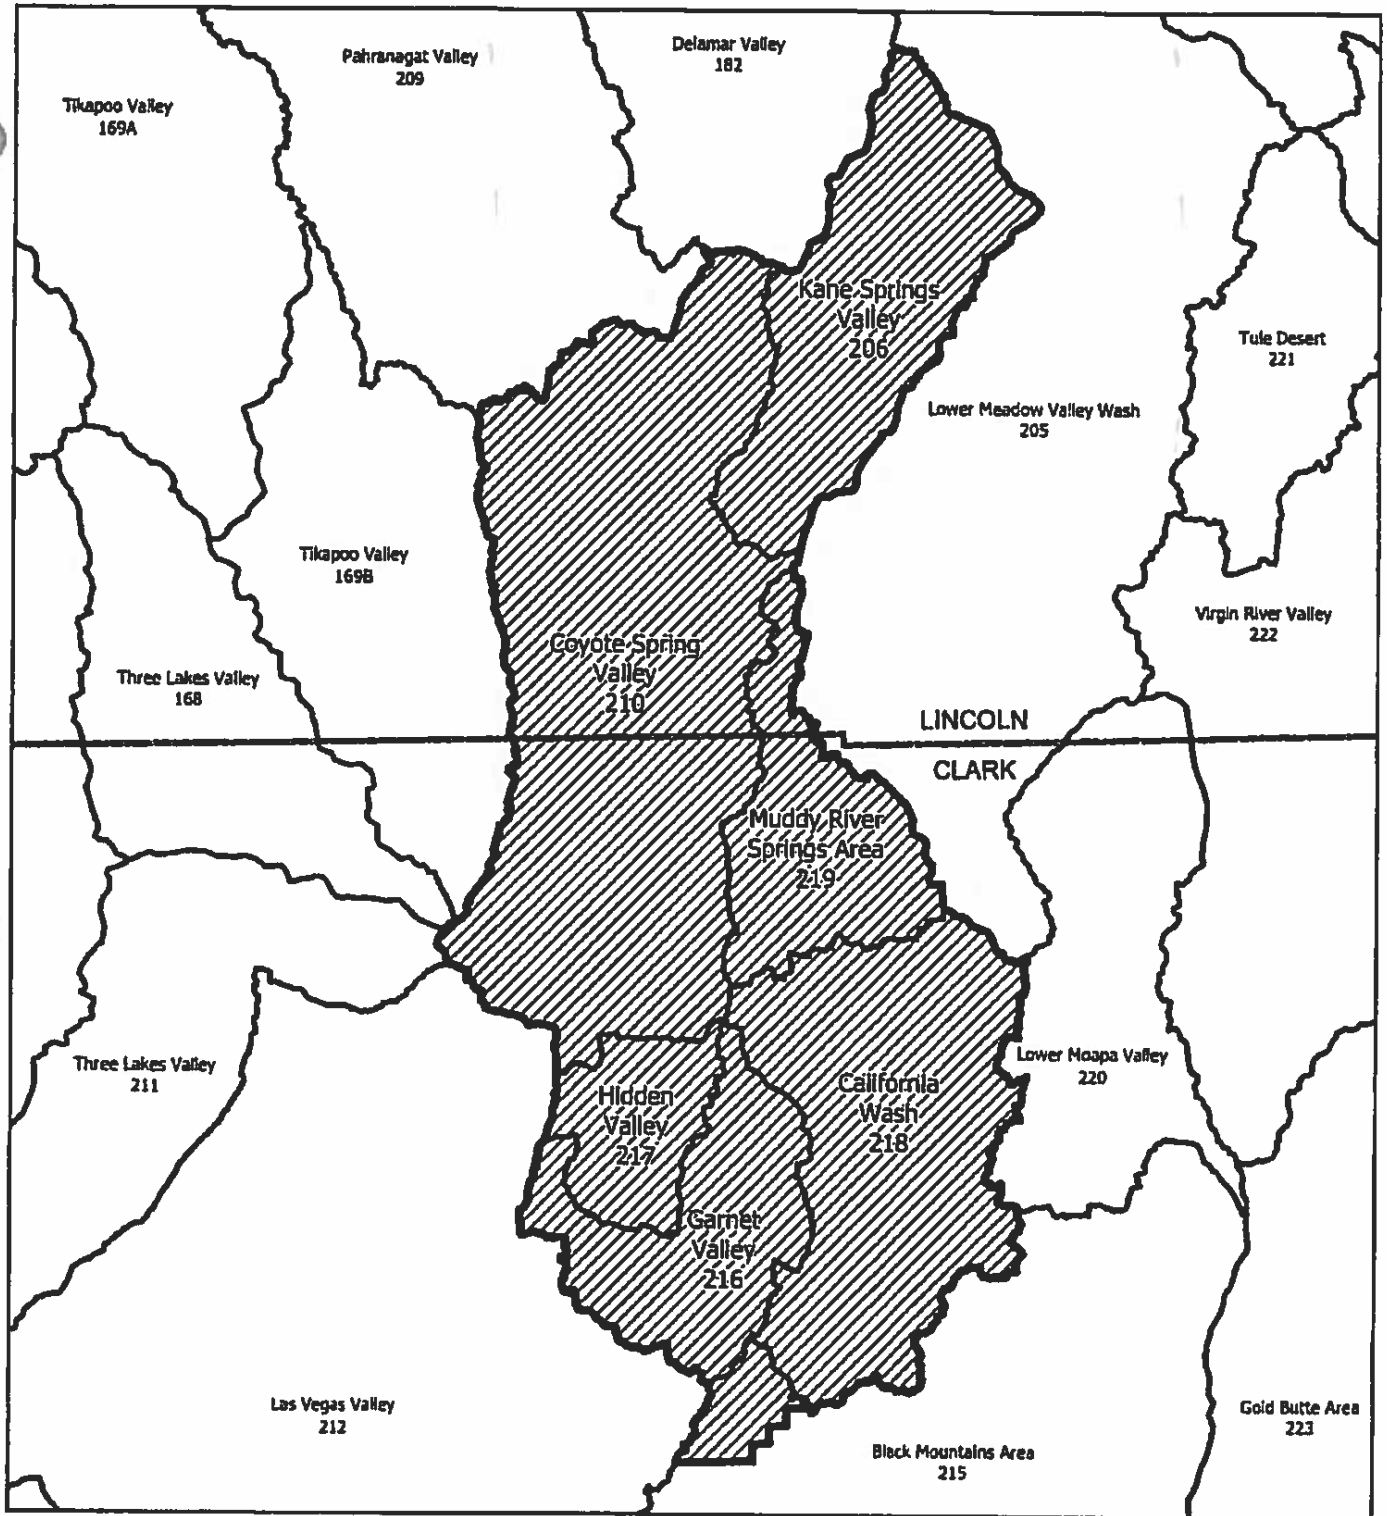 Pahranagat Valley
209
Delamar Valley
182
Tikapoo Valley
169A
Kane Springs
Valley
206
Tule Desert
221
Lower Meadow Valley Wash
205
Tikapoo Valley
169B
Virgin River Valley
222
Coyote Spring
Valley
210
Three Lakes Valley
168
LINCOLN
CLARK
Muddy River
Springs Area
219
Three Lakes Valley
211
Lower Moapa Valley
220
Hidden
Valley
217
California
Wash
218
Garnet
Valley
216
Las Vegas Valley
212
Gold Butte Area
223
Black Mountains Area
215